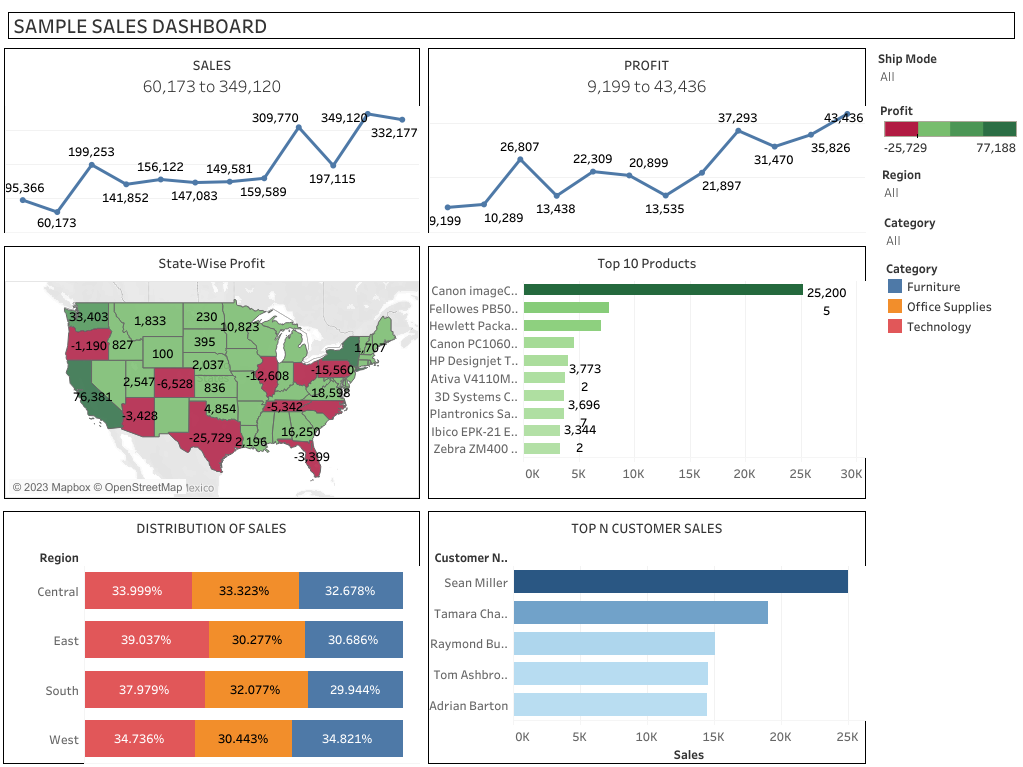 SAMPLE SALES DASHBOARD
SALES
60,173 to 349,120
95,366
60,173
199,253
141,852
156,122
147,083
149,581
159,589
309,770
197,115
349,120
332,177
PROFIT
9,199 to 43,436
9,199
10,289
26,807
13,438
22,309
20,899
13,535
21,897
37,293
31,470
35,826
43,436
Ship Mode
All
Profit
-25,729 77,188
Region
All
Category
All
Category
Furniture
Office Supplies
Technology
State-Wise Profit
33,403
1,833
230
10,823
-1,190
827
100
395
1,707
2,037
-12,608
-15,560
76,381
2,547
-6,528
836
18,598
-3,428
4,854
-5,342
-25,729
2,196
16,250
-3,399
© 2023 Mapbox © OpenStreetMap
exico
Top 10 Products
Canon imageC.. 25,200
5
Fellowes PB50..
Hewlett Packa..
Canon PC1060..
HP Designjet T.. 3,773
Ativa V4110M.. 2
3D Systems C.. 3,696
Plantronics Sa.. 7
Ibico EPK-21 E.. 3,344
Zebra ZM400 .. 2
0K 5K 10K 15K 20K 25K 30K
DISTRIBUTION OF SALES
Region
Central 33.999% 33.323% 32.678%
East 39.037% 30.277% 30.686%
South 37.979% 32.077% 29.944%
West 34.736% 30.443% 34.821%
TOP N CUSTOMER SALES
Customer N..
Sean Miller
Tamara Cha..
Raymond Bu..
Tom Ashbro..
Adrian Barton
0K 5K 10K 15K 20K 25K
Sales